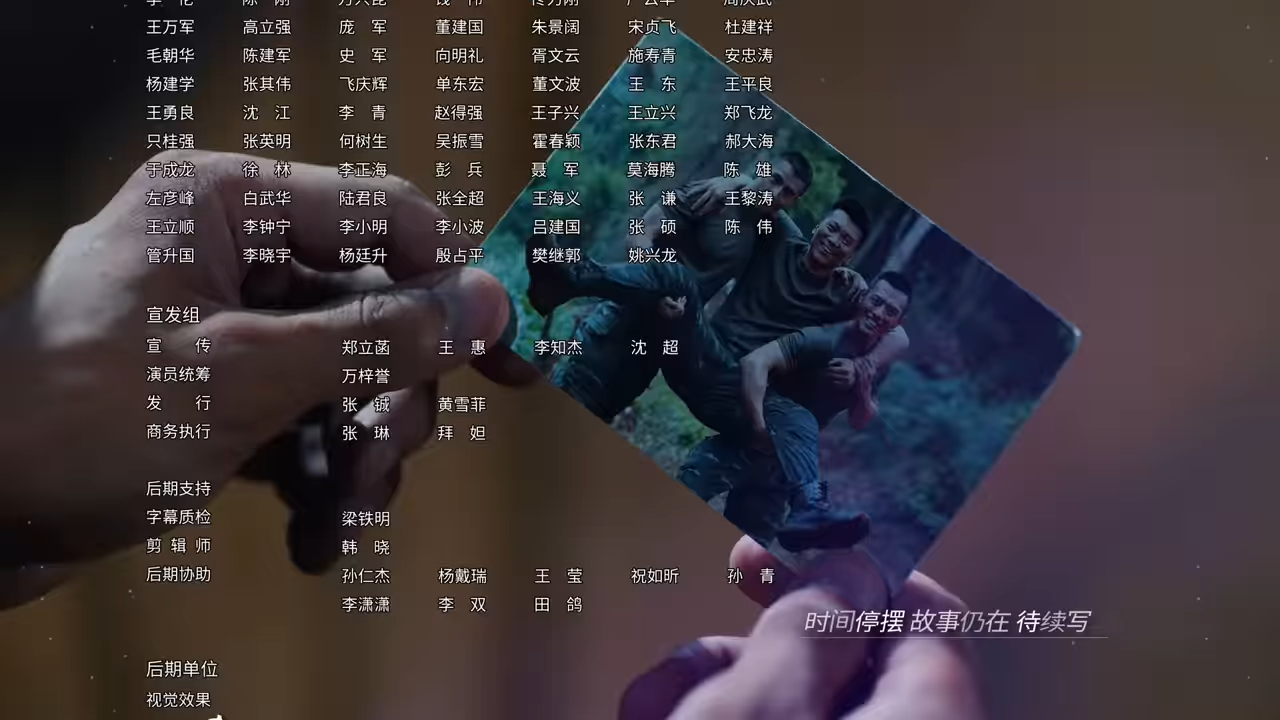 王万军 高立强 庞 军 董建国 朱景阔 宋贞飞 杜建祥
毛朝华 陈建军 史 军 向明礼 胥文云 施寿青 安忠涛
杨建学 张其伟 飞庆辉 单东宏 董文波 王 东 王平良
王勇良 沈 江 李 青 赵得强 王子兴 王立兴 郑飞龙
只桂强 张英明 何树生 吴振雪 霍春颖 张东君 郝大海
于成龙 徐 林 李正海 彭 兵 聂 军 莫海腾 陈 雄
左彦峰 白武华 陆君良 张全超 王海义 张 谦 王黎涛
王立顺 李钟宁 李小明 李小波 吕建国 张 硕 陈 伟
管升国 李晓宇 杨廷升 殷占平 樊继郭 姚兴龙
宣发组
宣 传 郑立菡 王 惠 李知杰 沈 超
演员统筹 万梓誉
发 行 张 铖 黄雪菲
商务执行 张 琳 拜 妲
后期支持
字幕质检 梁铁明
剪 辑 师 韩 晓
后期协助 孙仁杰 杨戴瑞 王 莹 祝如昕 孙 青
李潇潇 李 双 田 鸽
时间停摆 故事仍在 待续写
后期单位
视觉效果